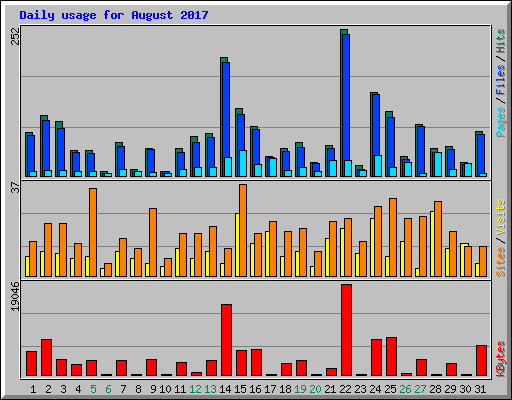 Daily usage for August 2017
252
Pages / Files / Hits
37
Sites / Visits
19046
KBytes
1 2 3 4 5 6 7 8 9 10 11 12 13 14 15 16 17 18 19 20 21 22 23 24 25 26 27 28 29 30 31